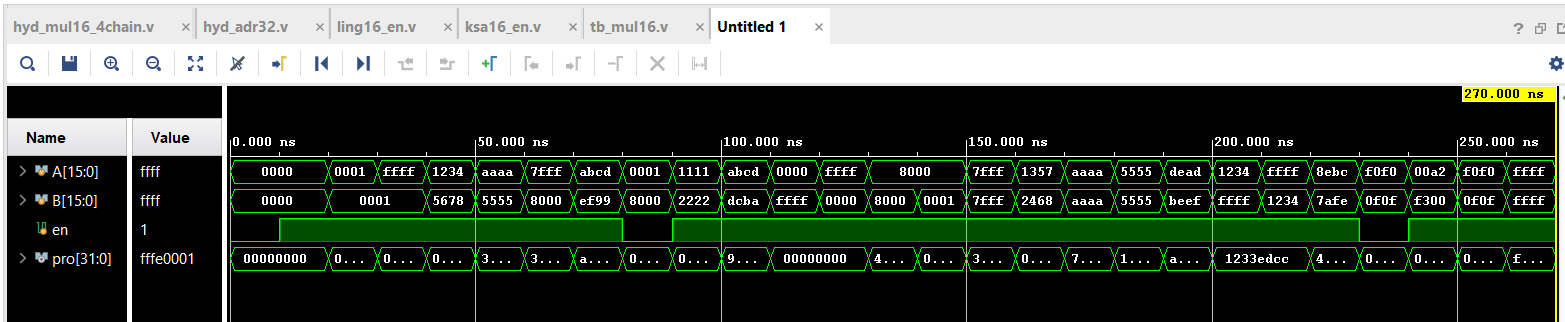 hyd_mul16_4chain.v × hyd_adr32.v × ling16_en.v × ksa16_en.v × tb_mul16.v × Untitled 1 × ?
270.000 ns
Name Value 0.000 ns 50.000 ns 100.000 ns 150.000 ns 200.000 ns 250.000 ns
A[15:0] ffff 0000 0001 ffff 1234 aaaa 7fff abcd 0001 1111 abcd 0000 ffff 8000 7fff 1357 aaaa 5555 dead 1234 ffff 8ebc f0f0 00a2 f0f0 ffff
B[15:0] ffff 0000 0001 5678 5555 8000 ef99 8000 2222 dcba ffff 0000 8000 0001 7fff 2468 aaaa 5555 beef ffff 1234 7afe 0f0f f300 0f0f ffff
en 1
pro[31:0] fffe0001 00000000 0... 0... 0... 3... 3... a... 0... 0... 9... 00000000 4... 0... 3... 0... 7... 1... a... 1233edcc 4... 0... 0... 0... f...